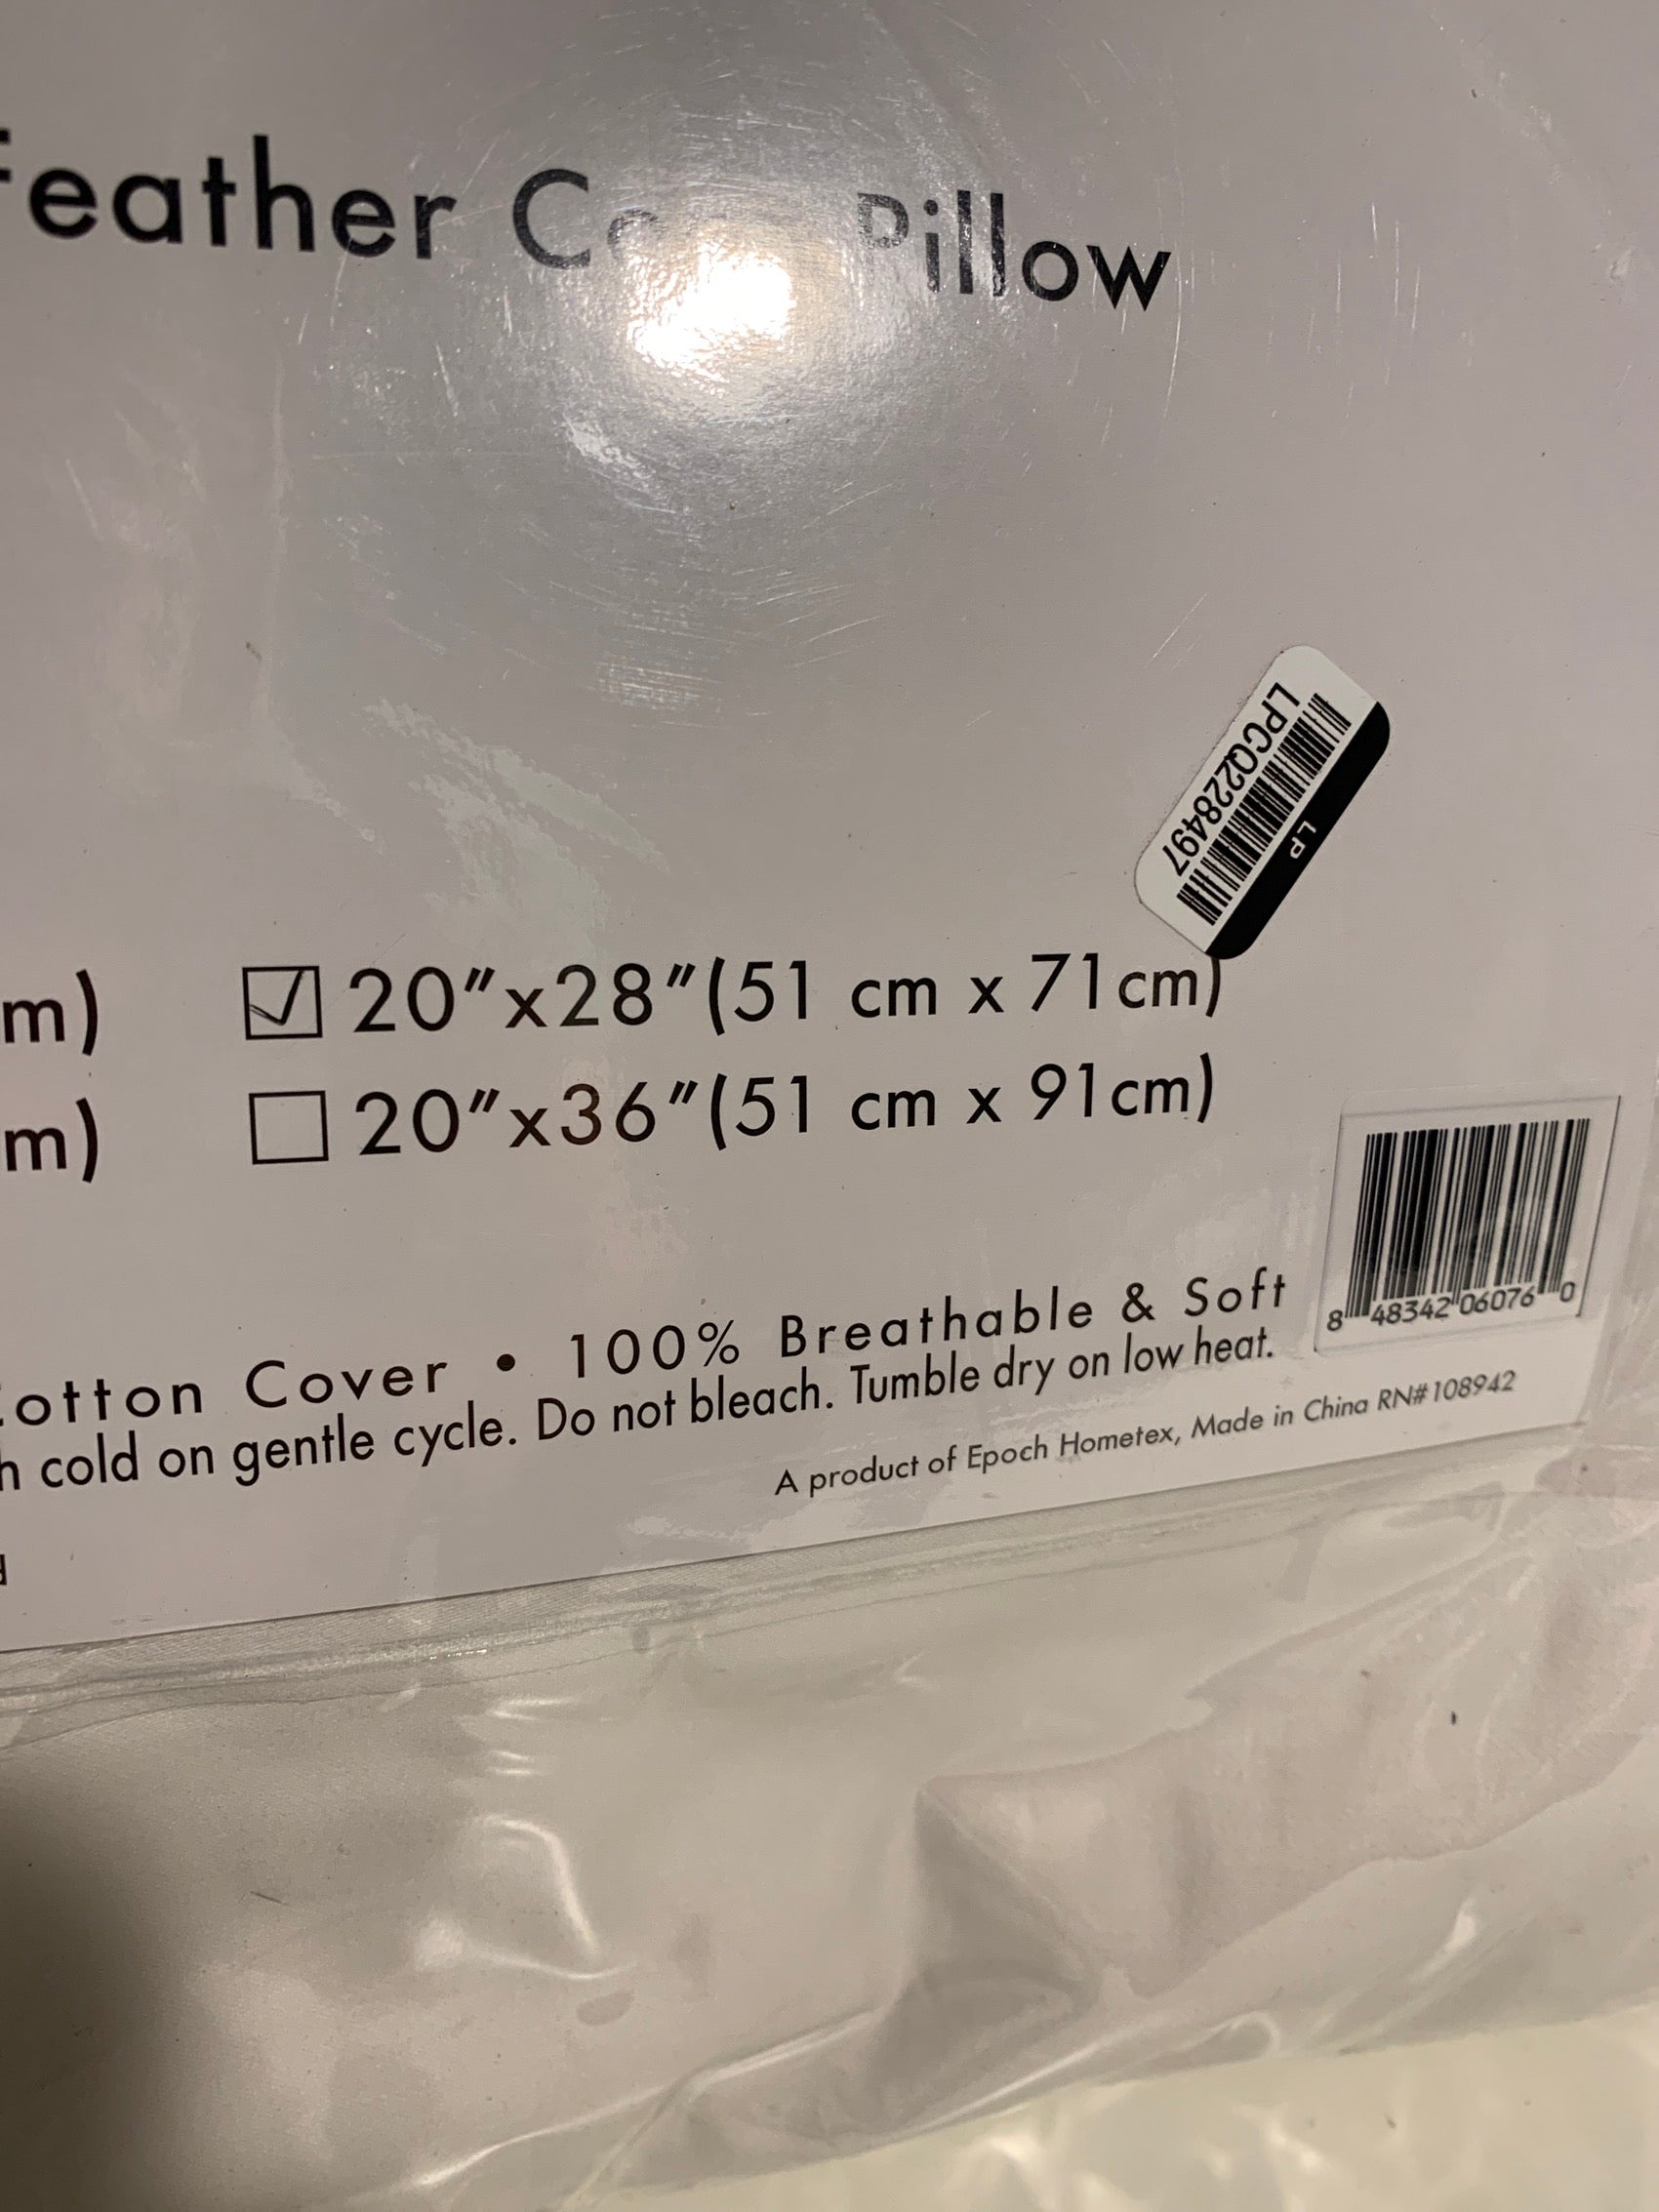 eather Pillow
LPCQ228497
LP
m) 20"x28"(51 cm x 71cm)
m) 20"x36"(51 cm x 91cm)
8 48342 06076 0
otton Cover • 100% Breathable & Soft
h cold on gentle cycle. Do not bleach. Tumble dry on low heat.
A product of Epoch Hometex, Made in China RN#108942